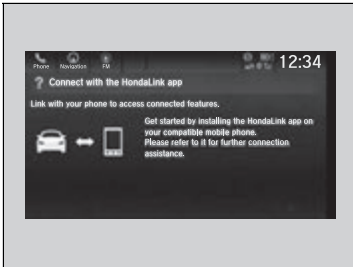 Phone Navigation FM 12:34
? Connect with the HondaLink app
Link with your phone to access connected features.
Get started by installing the HondaLink app on
your compatible mobile phone.
Please refer to it for further connection
assistance.